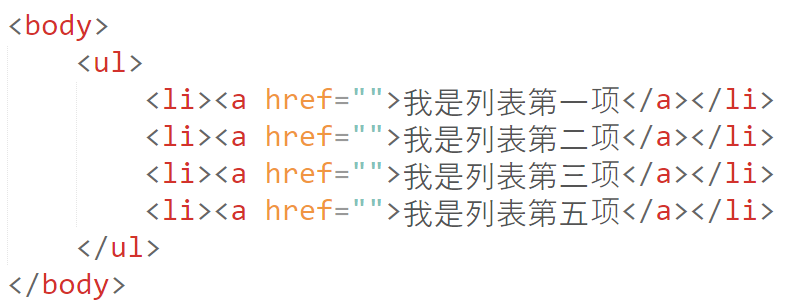 <body>
<ul>
<li><a href="">我是列表第一项</a></li>
<li><a href="">我是列表第二项</a></li>
<li><a href="">我是列表第三项</a></li>
<li><a href="">我是列表第五项</a></li>
</ul>
</body>